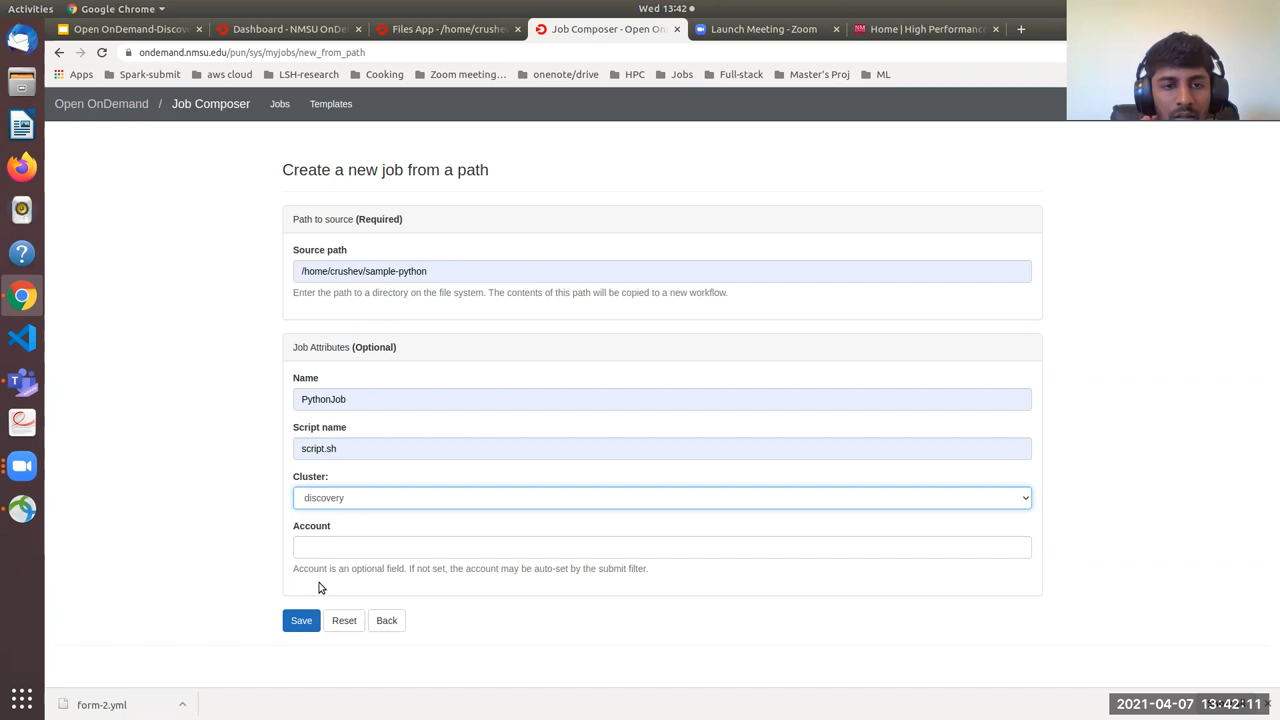 Activities
Google Chrome
Wed 13:42
Open OnDemand-Discov
Dashboard - NMSU OnDe
Files App - /home/crushe
Job Composer - Open On
Launch Meeting - Zoom
Home | High Performanc
ondemand.nmsu.edu/pun/sys/myjobs/new_from_path
Apps
Spark-submit
aws cloud
LSH-research
Cooking
Zoom meeting…
onenote/drive
HPC
Jobs
Full-stack
Master's Proj
ML
Open OnDemand / Job Composer
Jobs
Templates
Create a new job from a path
Path to source (Required)
Source path
/home/crushev/sample-python
Enter the path to a directory on the file system. The contents of this path will be copied to a new workflow.
Job Attributes (Optional)
Name
PythonJob
Script name
script.sh
Cluster:
discovery
Account
Account is an optional field. If not set, the account may be auto-set by the submit filter.
Save
Reset
Back
form-2.yml
2021-04-07 13:42:11